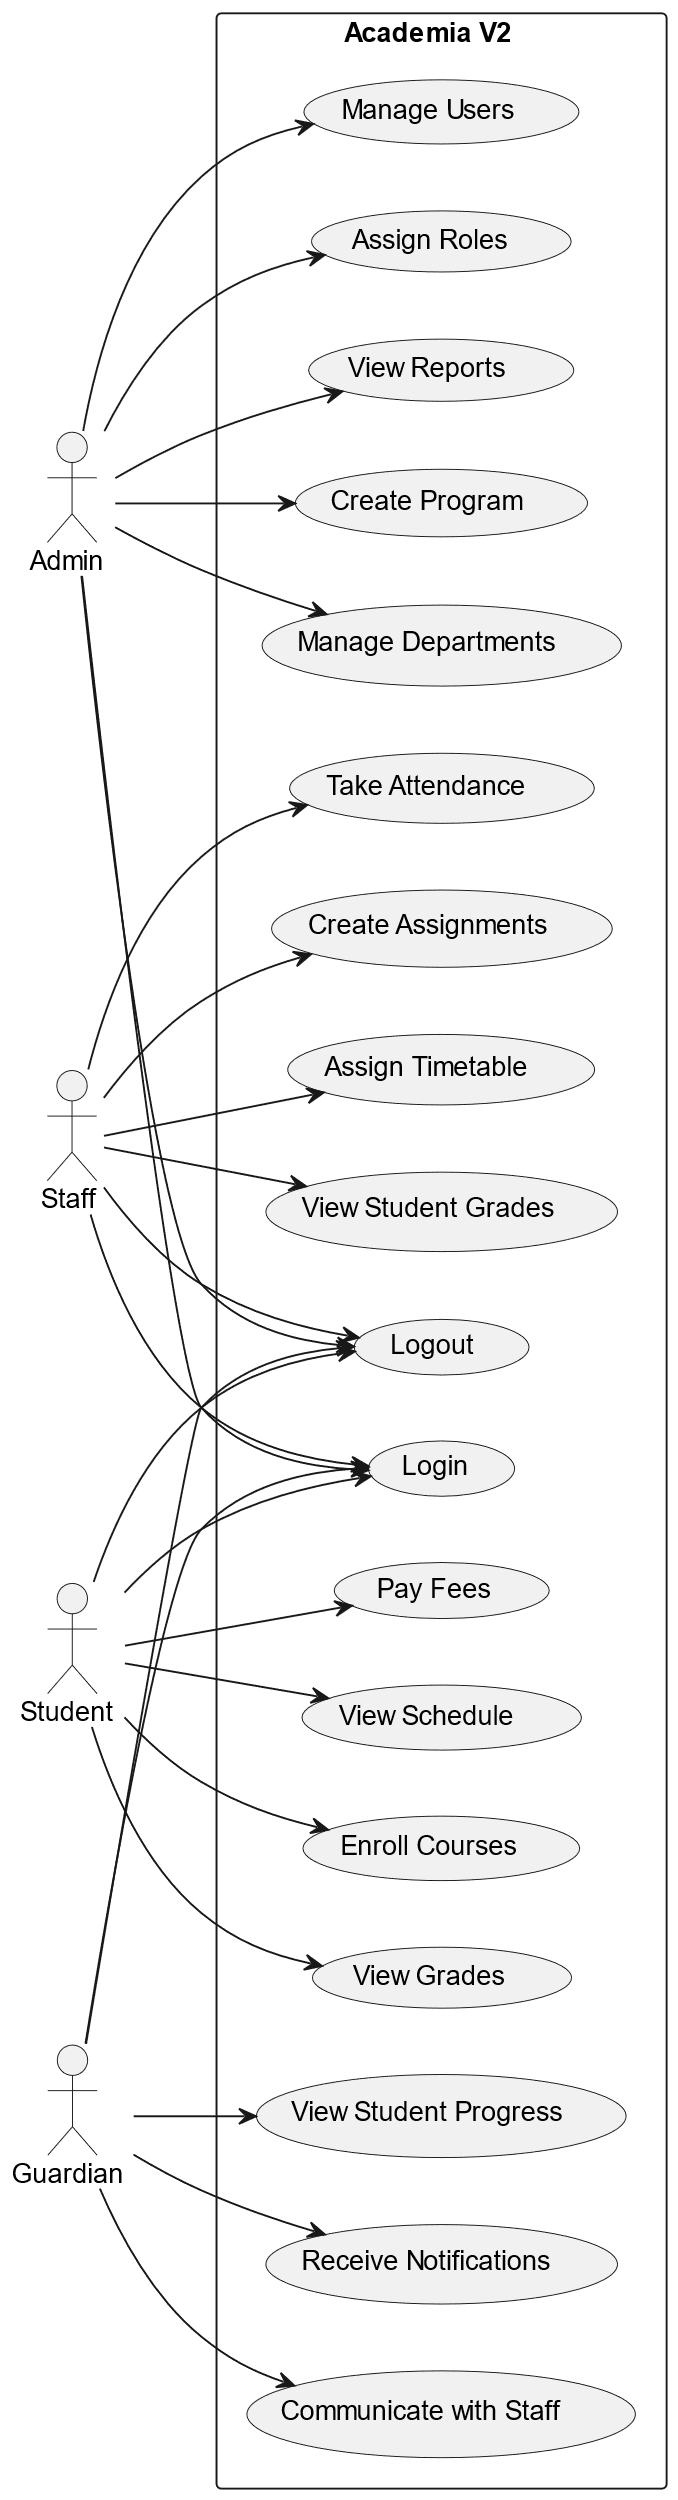 Academia V2
Manage Users
Assign Roles
View Reports
Create Program
Admin
Manage Departments
Take Attendance
Create Assignments
Assign Timetable
Staff
View Student Grades
Logout
Login
Pay Fees
Student
View Schedule
Enroll Courses
View Grades
View Student Progress
Guardian
Receive Notifications
Communicate with Staff